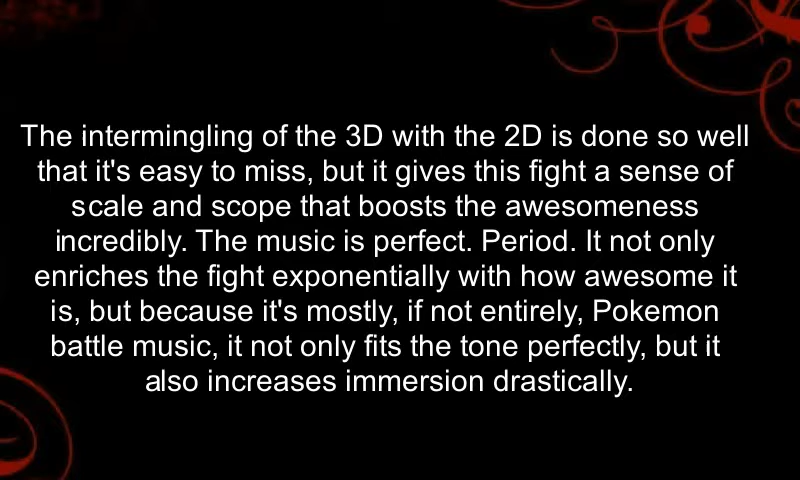 The intermingling of the 3D with the 2D is done so well
that it's easy to miss, but it gives this fight a sense of
scale and scope that boosts the awesomeness
incredibly. The music is perfect. Period. It not only
enriches the fight exponentially with how awesome it
is, but because it's mostly, if not entirely, Pokemon
battle music, it not only fits the tone perfectly, but it
also increases immersion drastically.